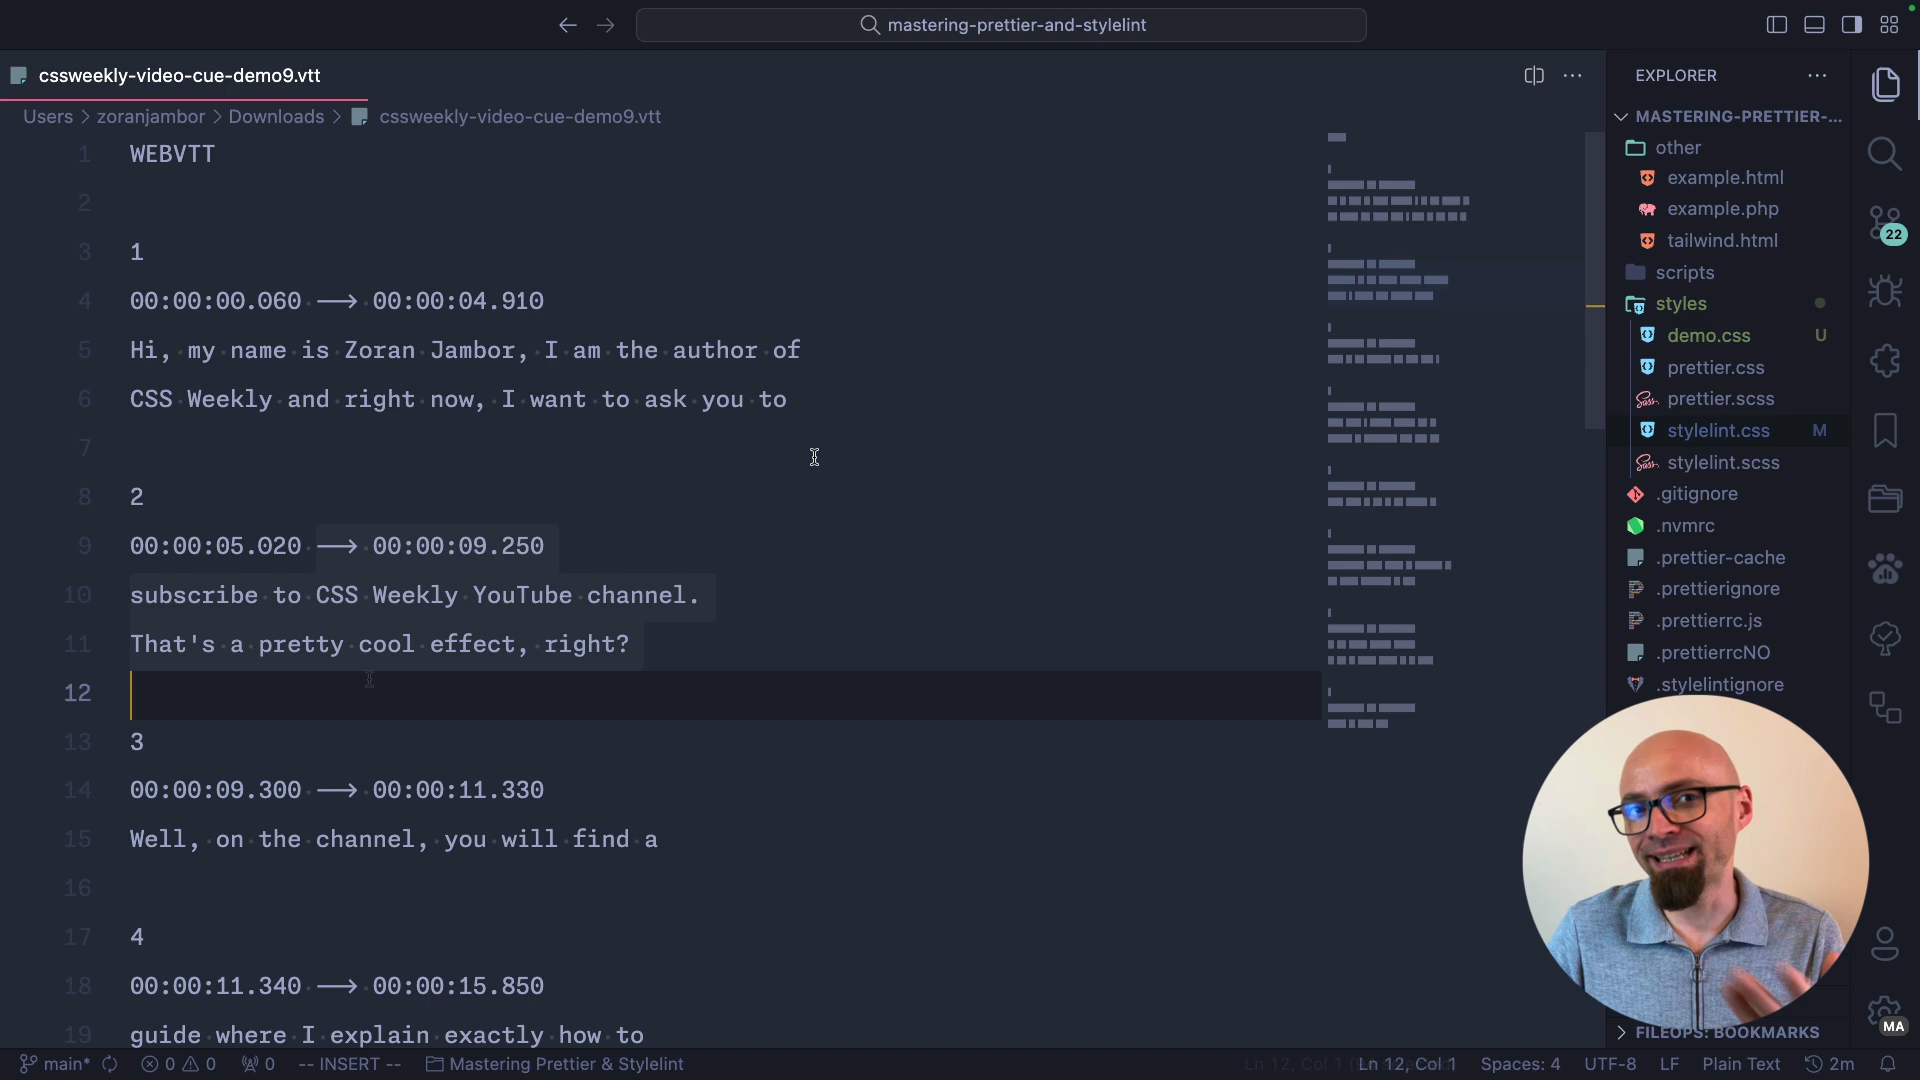 mastering-prettier-and-stylelint
cssweekly-video-cue-demo9.vtt
Users > zoranjambor > Downloads > cssweekly-video-cue-demo9.vtt
1 WEBVTT
2
3 1
4 00:00:00.060 --> 00:00:04.910
5 Hi, my name is Zoran Jambor, I am the author of
6 CSS Weekly and right now, I want to ask you to
7
8 2
9 00:00:05.020 --> 00:00:09.250
10 subscribe to CSS Weekly YouTube channel.
11 That's a pretty cool effect, right?
12
13 3
14 00:00:09.300 --> 00:00:11.330
15 Well, on the channel, you will find a
16
17 4
18 00:00:11.340 --> 00:00:15.850
19 guide where I explain exactly how to
EXPLORER
MASTERING-PRETTIER-...
other
example.html
example.php
tailwind.html
scripts
styles
demo.css U
prettier.css
prettier.scss
stylelint.css M
stylelint.scss
.gitignore
.nvmrc
.prettier-cache
.prettierignore
.prettierrc.js
.prettierrcNO
.stylelintignore
FILEOPS: BOOKMARKS
22
MA
main* 0 0 0 -- INSERT -- Mastering Prettier & Stylelint Ln 12, Col 1 Spaces: 4 UTF-8 LF Plain Text 2m